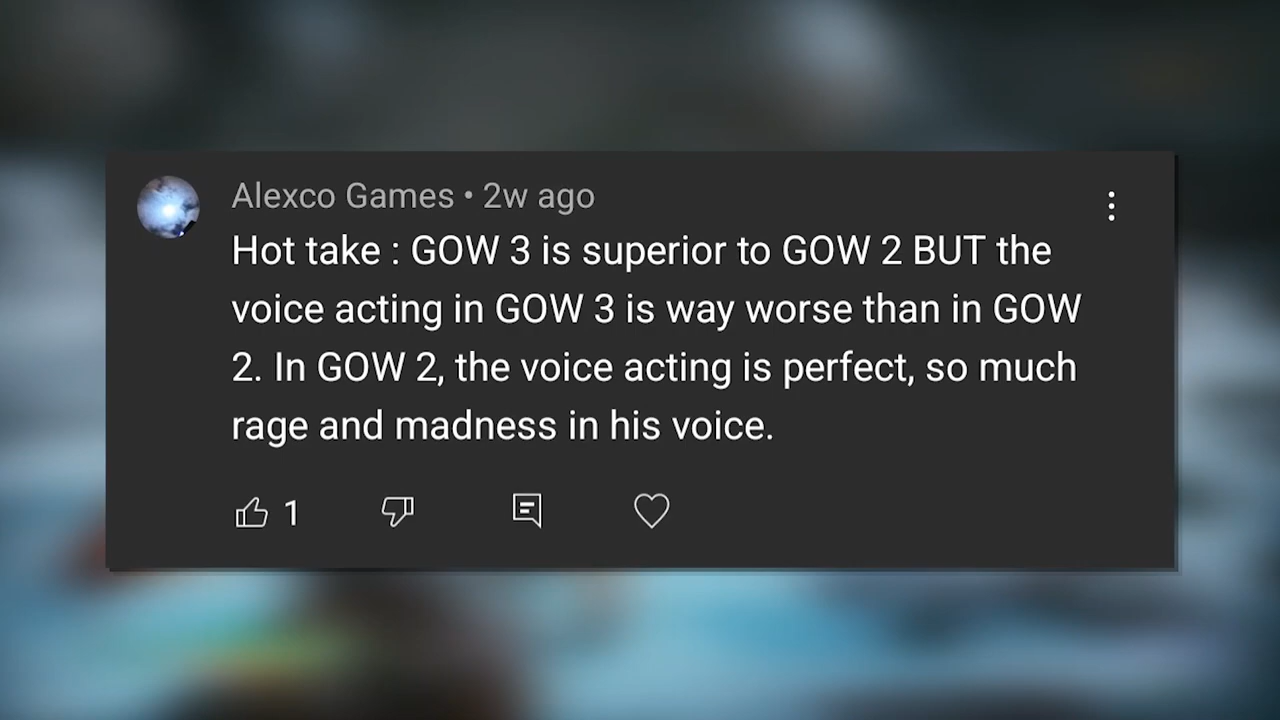 Alexco Games • 2w ago
Hot take : GOW 3 is superior to GOW 2 BUT the
voice acting in GOW 3 is way worse than in GOW
2. In GOW 2, the voice acting is perfect, so much
rage and madness in his voice.
1